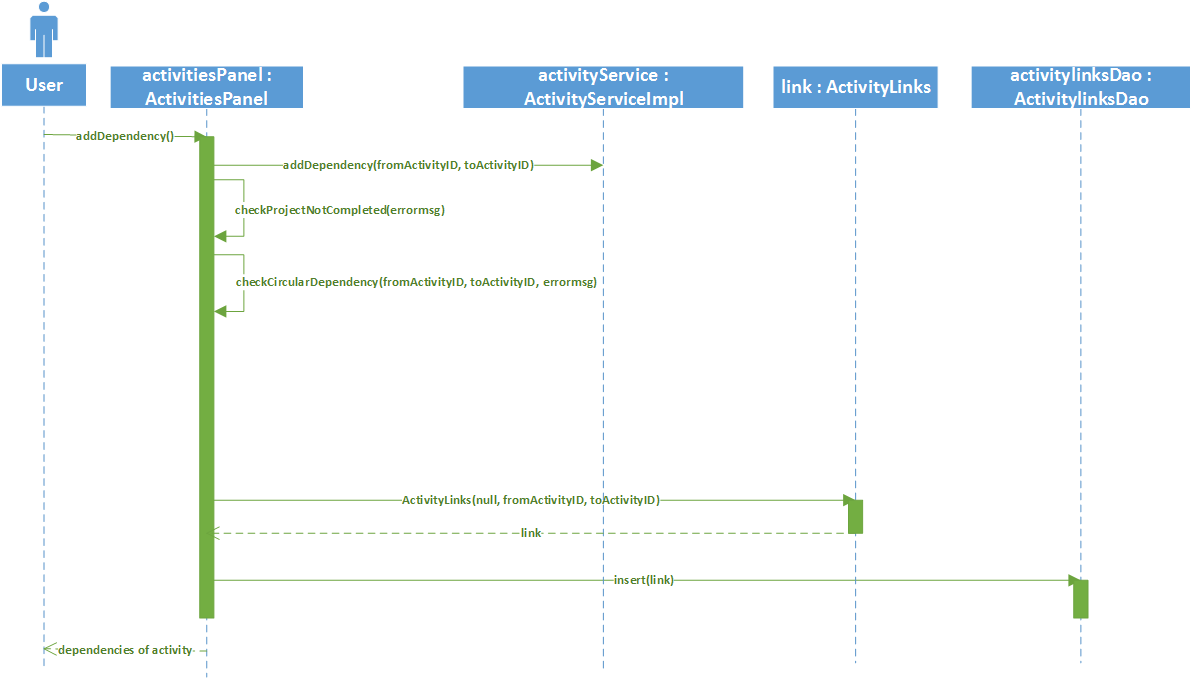 User
activitiesPanel :
ActivitiesPanel
activityService :
ActivityServiceImpl
link : ActivityLinks
activitylinksDao :
ActivitylinksDao
addDependency()
addDependency(fromActivityID, toActivityID)
checkProjectNotCompleted(errormsg)
checkCircularDependency(fromActivityID, toActivityID, errormsg)
ActivityLinks(null, fromActivityID, toActivityID)
link
insert(link)
dependencies of activity